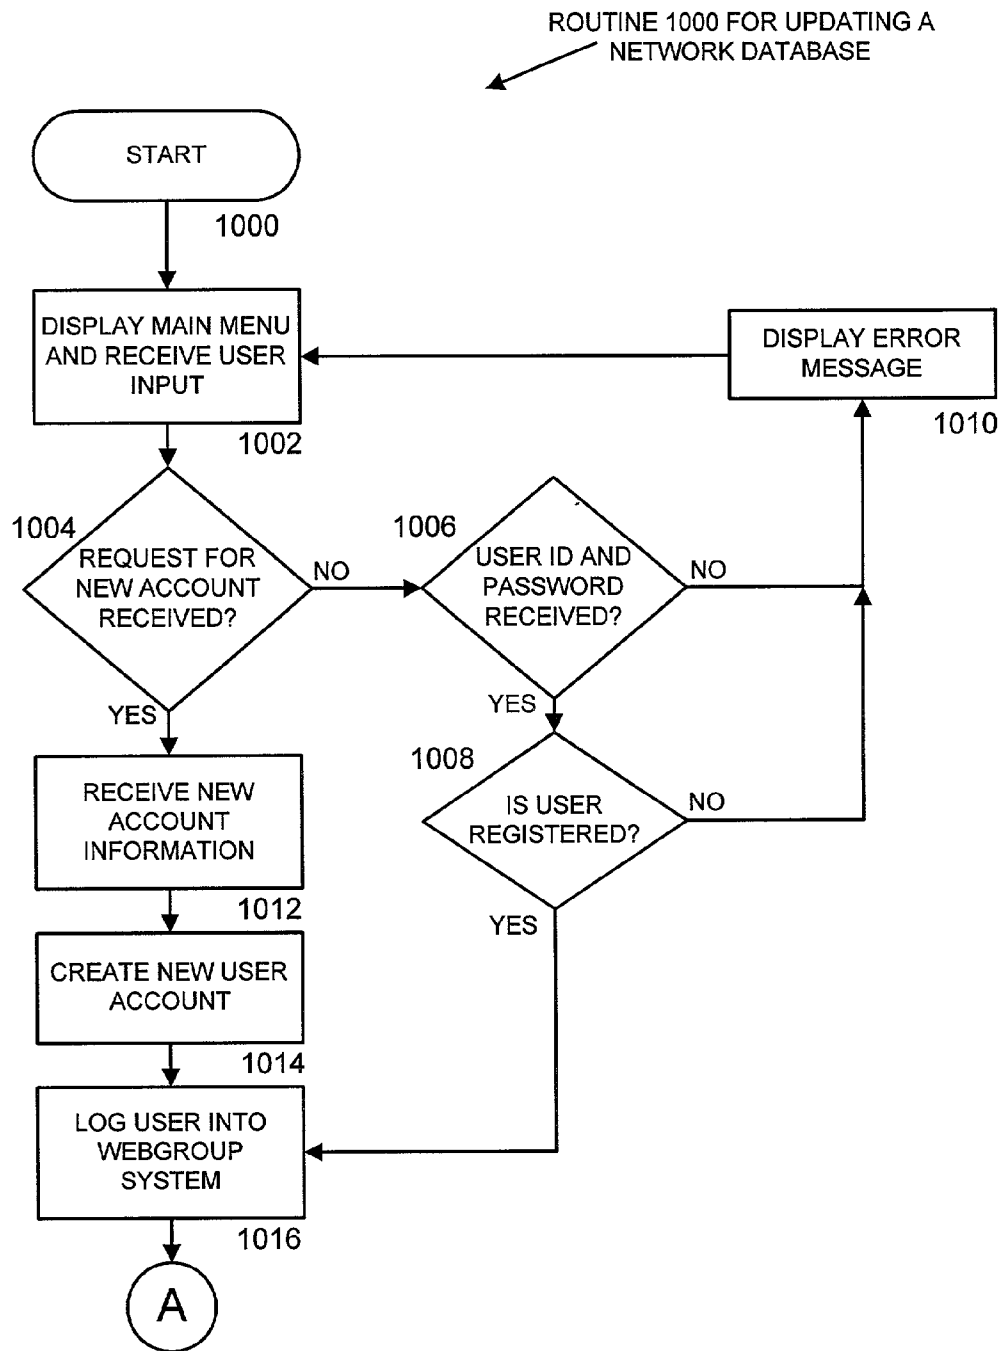 ROUTINE 1000 FOR UPDATING A
NETWORK DATABASE
START
1000
DISPLAY MAIN MENU
AND RECEIVE USER
INPUT
1002
DISPLAY ERROR
MESSAGE
1010
1004
REQUEST FOR
NEW ACCOUNT
RECEIVED?
NO
1006
USER ID AND
PASSWORD
RECEIVED?
NO
YES
YES
1008
IS USER
REGISTERED?
NO
YES
RECEIVE NEW
ACCOUNT
INFORMATION
1012
CREATE NEW USER
ACCOUNT
1014
LOG USER INTO
WEBGROUP
SYSTEM
1016
A